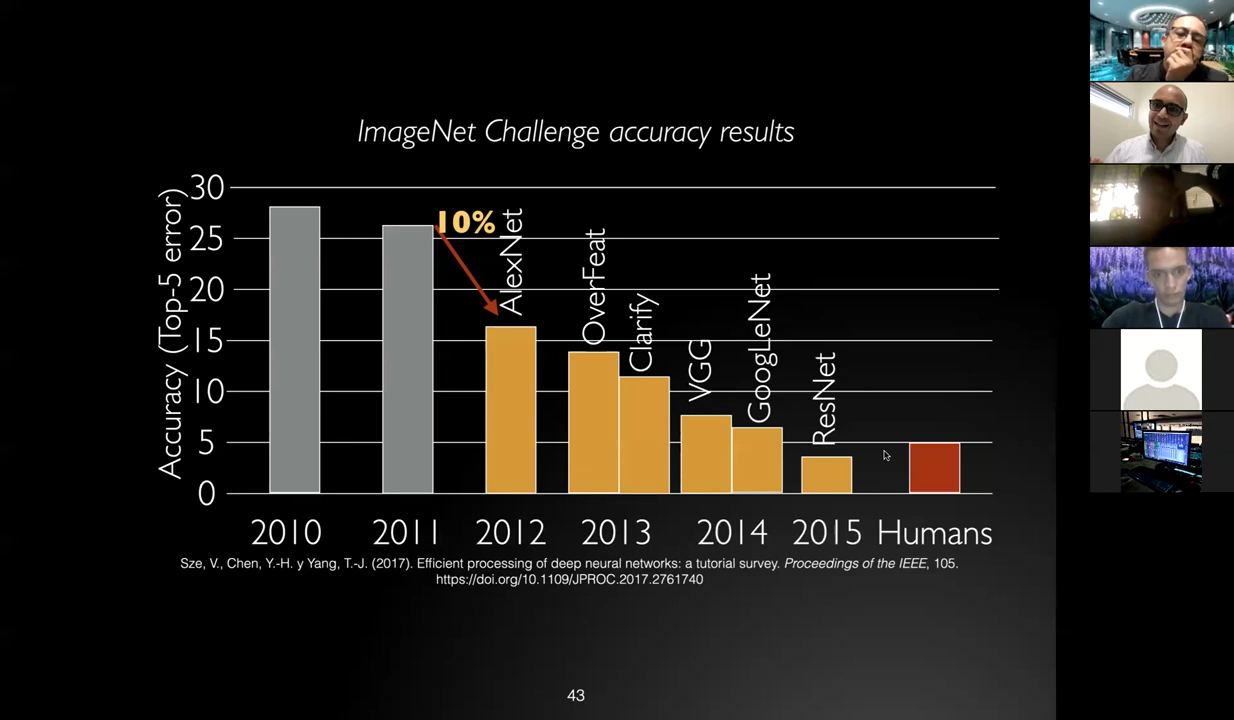 ImageNet Challenge accuracy results
Accuracy (Top-5 error)
30
25
20
15
10
5
0
10%
AlexNet
OverFeat
Clarify
VGG
GoogLeNet
ResNet
2010 2011 2012 2013 2014 2015 Humans
Sze, V., Chen, Y.-H. y Yang, T.-J. (2017). Efficient processing of deep neural networks: a tutorial survey. Proceedings of the IEEE, 105.
https://doi.org/10.1109/JPROC.2017.2761740
43